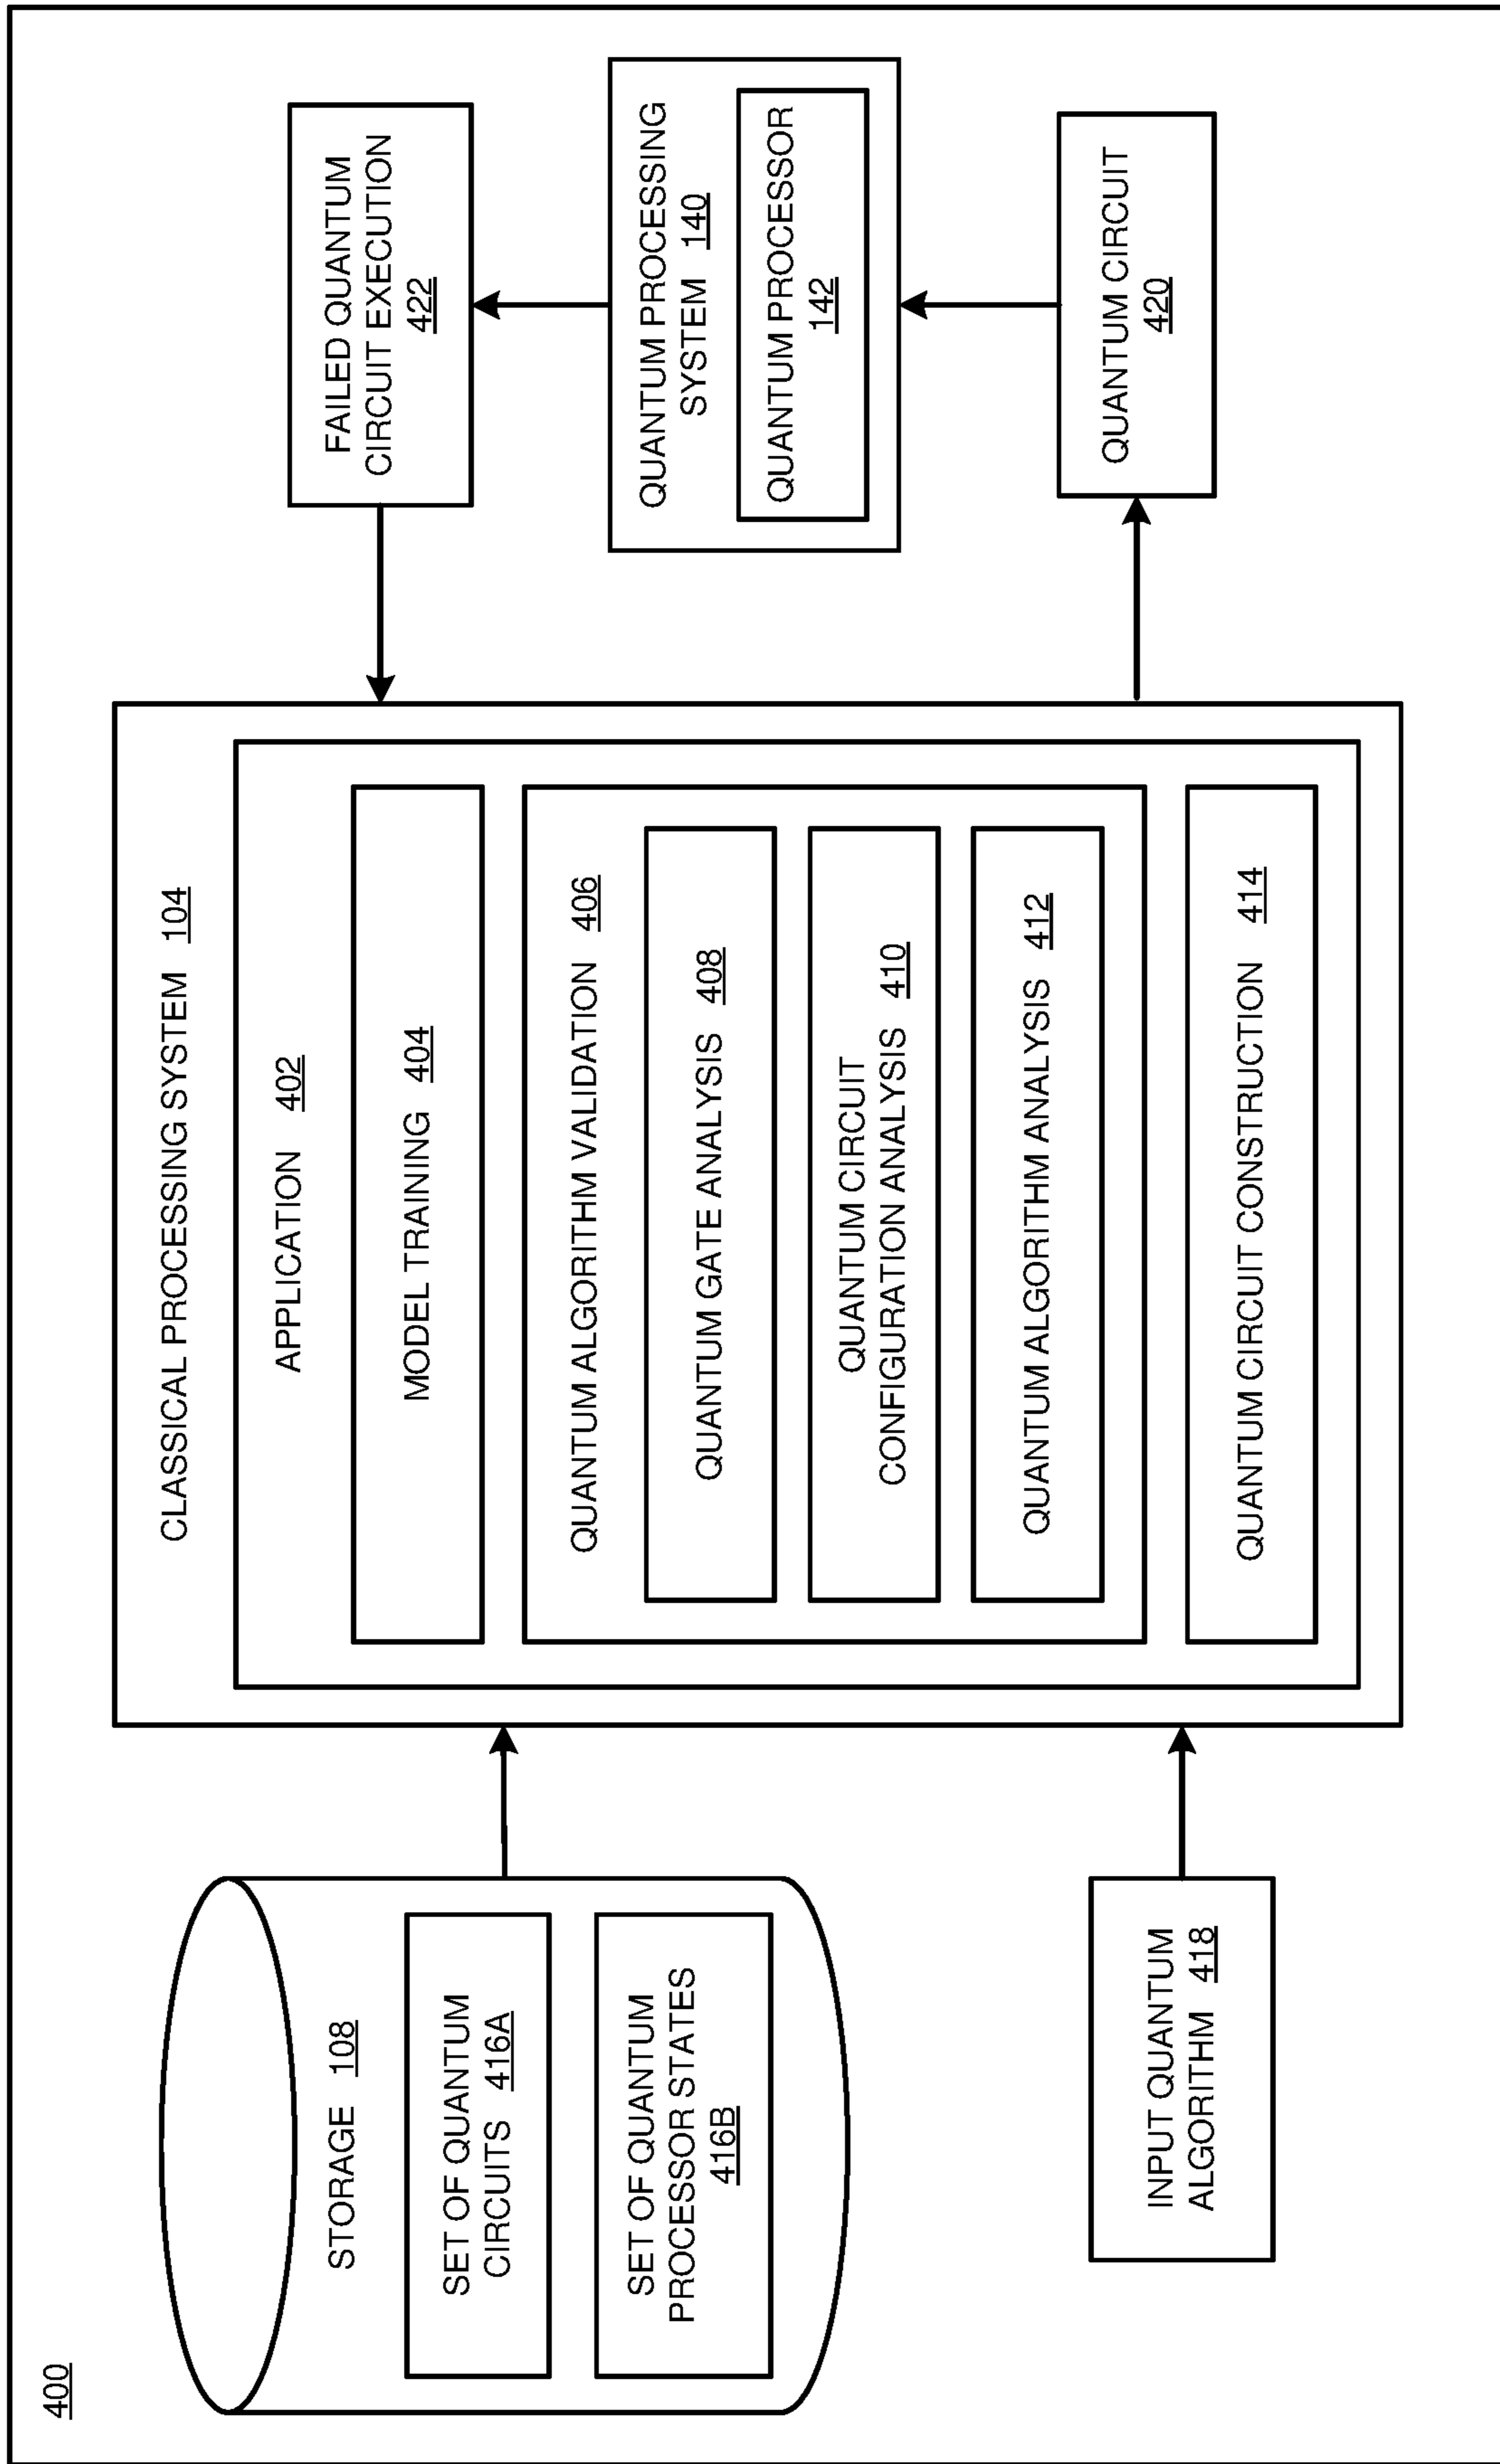 400
STORAGE 108
SET OF QUANTUM
CIRCUITS 416A
SET OF QUANTUM
PROCESSOR STATES
416B
INPUT QUANTUM
ALGORITHM 418
CLASSICAL PROCESSING SYSTEM 104
APPLICATION 402
MODEL TRAINING 404
QUANTUM ALGORITHM VALIDATION 406
QUANTUM GATE ANALYSIS 408
QUANTUM CIRCUIT
CONFIGURATION ANALYSIS 410
QUANTUM ALGORITHM ANALYSIS 412
QUANTUM CIRCUIT CONSTRUCTION 414
FAILED QUANTUM
CIRCUIT EXECUTION
422
QUANTUM PROCESSING
SYSTEM 140
QUANTUM PROCESSOR
142
QUANTUM CIRCUIT
420